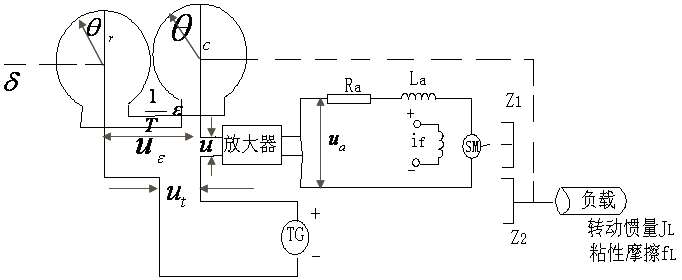 θr
θc
δ
1/T ε
uε
u
放大器
ua
Ra
La
+
if
-
SM
Z1
Z2
ut
+
TG
-
负载
转动惯量JL
粘性摩擦fL